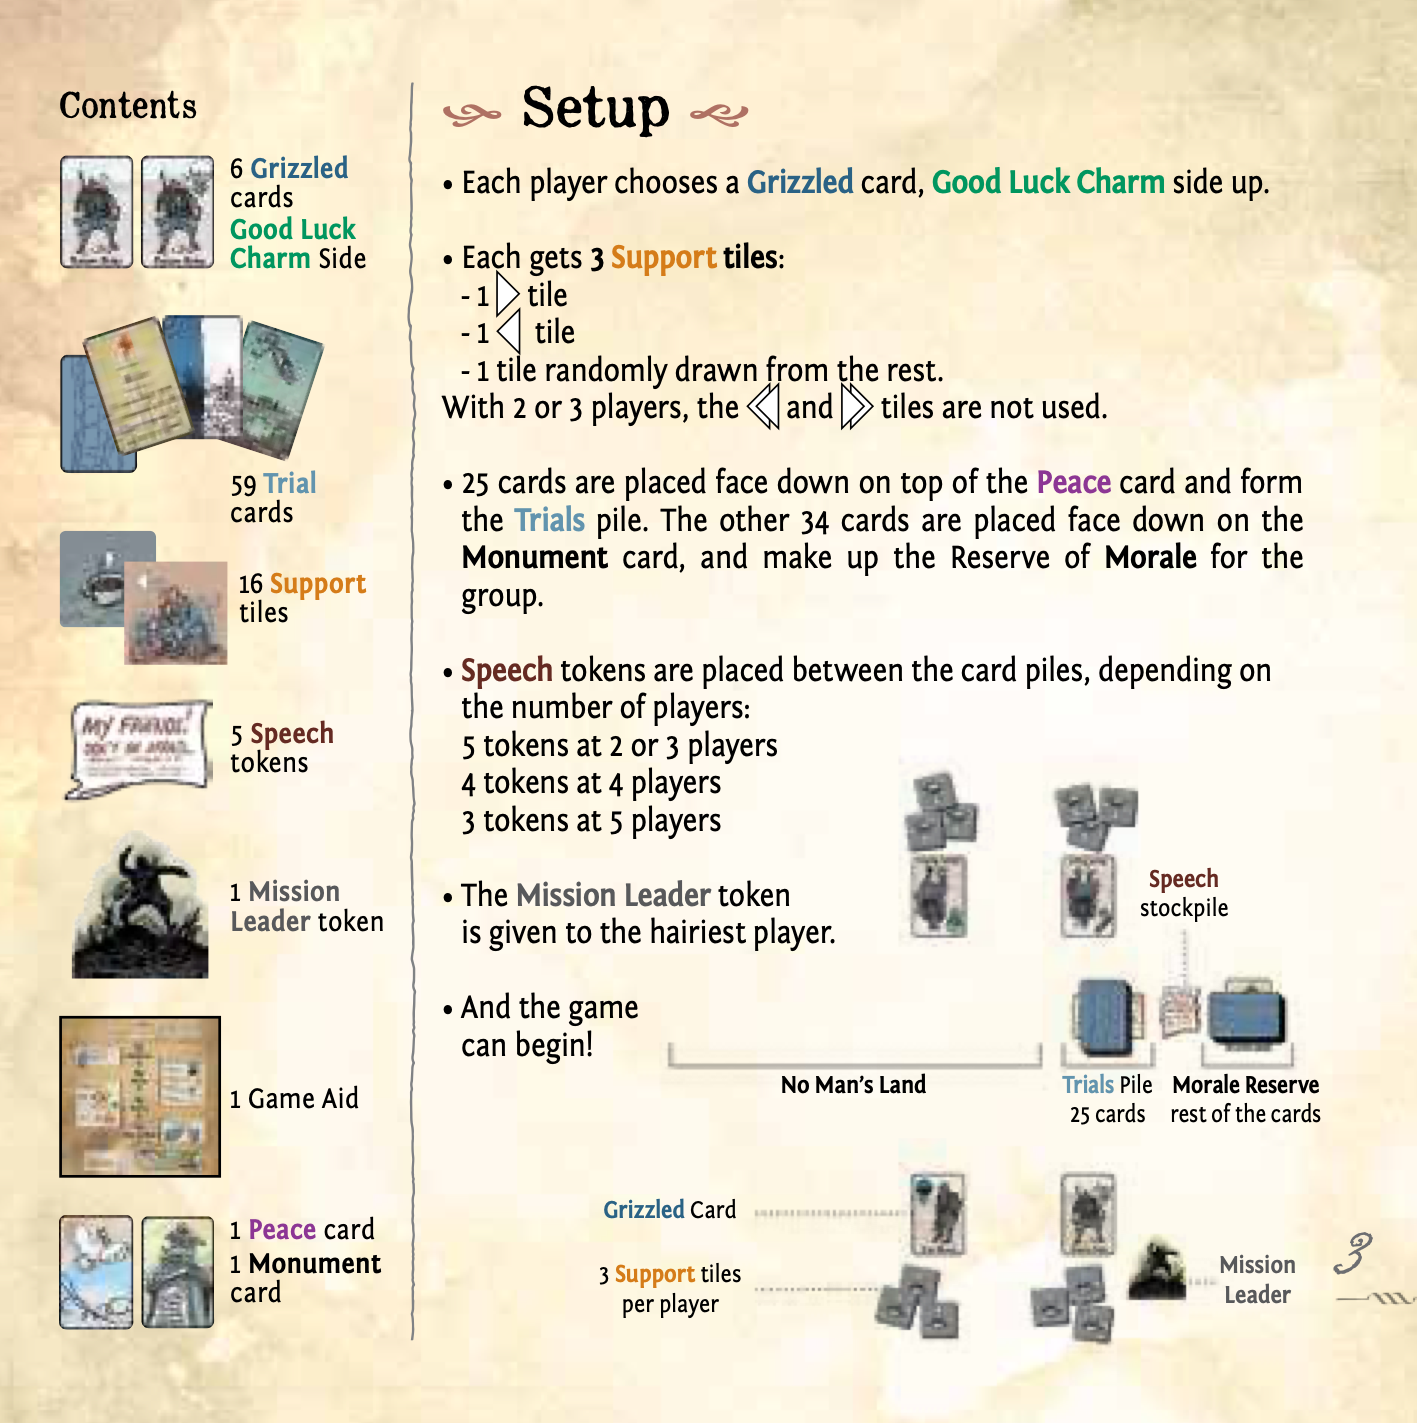 Contents
6 Grizzled
cards
Good Luck
Charm Side
59 Trial
cards
16 Support
tiles
My FRIENDS!
DON'T BE AFRAID...
5 Speech
tokens
1 Mission
Leader token
1 Game Aid
1 Peace card
1 Monument
card
Setup
• Each player chooses a Grizzled card, Good Luck Charm side up.
• Each gets 3 Support tiles:
- 1 tile
- 1 tile
- 1 tile randomly drawn from the rest.
With 2 or 3 players, the and tiles are not used.
• 25 cards are placed face down on top of the Peace card and form
the Trials pile. The other 34 cards are placed face down on the
Monument card, and make up the Reserve of Morale for the
group.
• Speech tokens are placed between the card piles, depending on
the number of players:
5 tokens at 2 or 3 players
4 tokens at 4 players
3 tokens at 5 players
• The Mission Leader token
is given to the hairiest player.
• And the game
can begin!
Speech
stockpile
No Man's Land
Trials Pile
25 cards
Morale Reserve
rest of the cards
Grizzled Card
3 Support tiles
per player
Mission
Leader
3